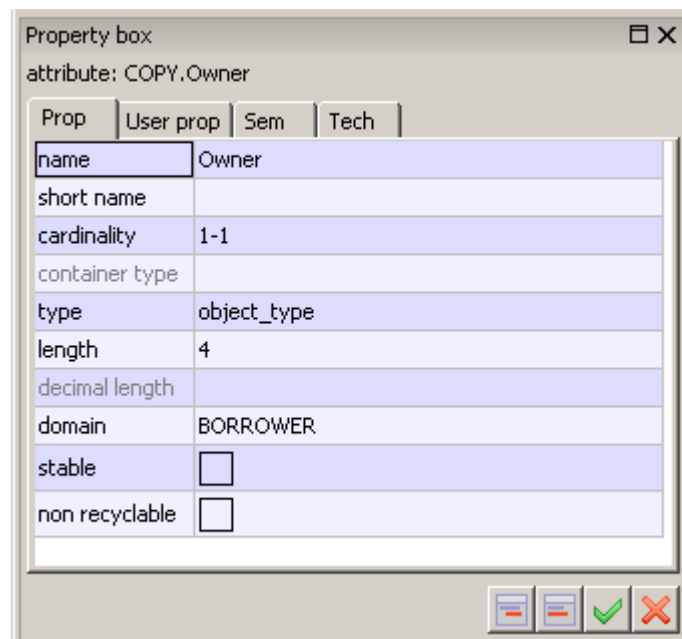 Property box
attribute: COPY.Owner
Prop User prop Sem Tech
name Owner
short name
cardinality 1-1
container type
type object_type
length 4
decimal length
domain BORROWER
stable
non recyclable